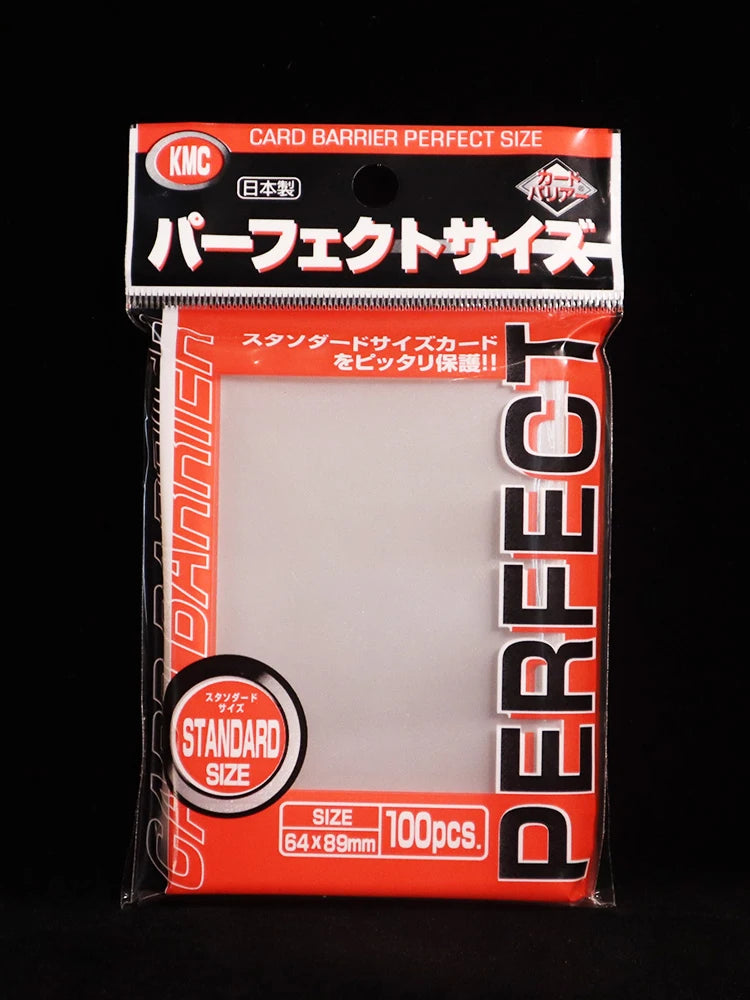 CARD BARRIER PERFECT SIZE
KMC
日本製
カード
バリアー
パーフェクトサイズ
スタンダードサイズカード
をピッタリ保護!!
PERFECT
CARD BARRIER
スタンダード
サイズ
STANDARD
SIZE
SIZE
64×89mm
100pcs.